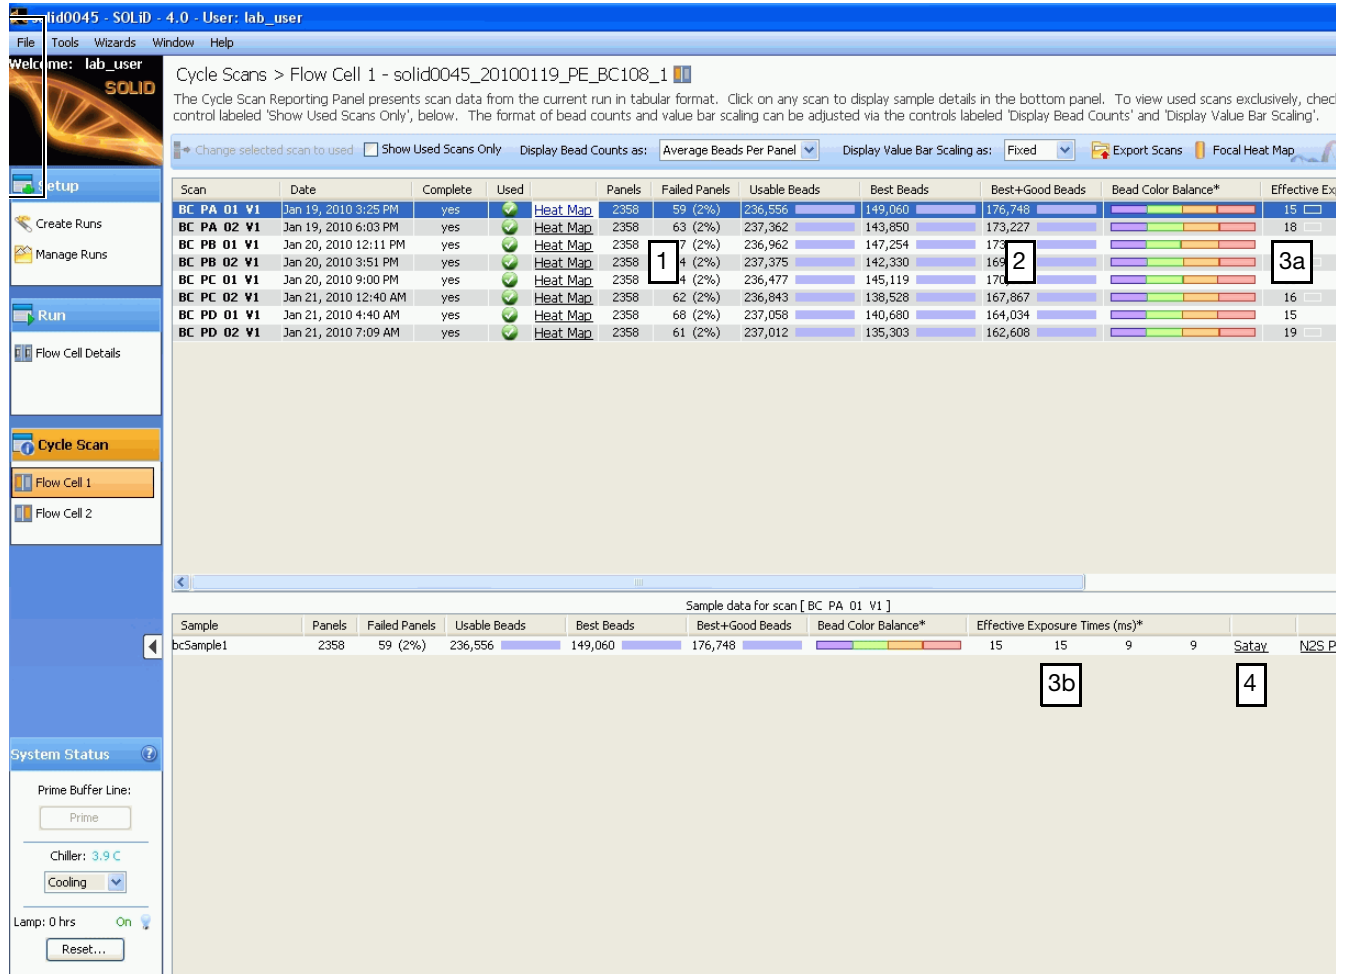 solid0045 - SOLiD - 4.0 - User: lab_user
File Tools Wizards Window Help
Welcome: lab_user
SOLiD
Cycle Scans > Flow Cell 1 - solid0045_20100119_PE_BC108_1
The Cycle Scan Reporting Panel presents scan data from the current run in tabular format. Click on any scan to display sample details in the bottom panel. To view used scans exclusively, chec
control labeled 'Show Used Scans Only', below. The format of bead counts and value bar scaling can be adjusted via the controls labeled 'Display Bead Counts' and 'Display Value Bar Scaling'.
Change selected scan to used Show Used Scans Only Display Bead Counts as: Average Beads Per Panel Display Value Bar Scaling as: Fixed Export Scans Focal Heat Map
Setup
Create Runs
Manage Runs
Run
Flow Cell Details
Cycle Scan
Flow Cell 1
Flow Cell 2
Scan Date Complete Used Panels Failed Panels Usable Beads Best Beads Best+Good Beads Bead Color Balance* Effective Ex
BC PA 01 V1 Jan 19, 2010 3:25 PM yes Heat Map 2358 59 (2%) 236,556 149,060 176,748 15
BC PA 02 V1 Jan 19, 2010 6:03 PM yes Heat Map 2358 63 (2%) 237,362 143,850 173,227 18
BC PB 01 V1 Jan 20, 2010 12:11 PM yes Heat Map 2358 7 (2%) 236,962 147,254 173
BC PB 02 V1 Jan 20, 2010 3:51 PM yes Heat Map 2358 4 (2%) 237,375 142,330 169
BC PC 01 V1 Jan 20, 2010 9:00 PM yes Heat Map 2358 4 (2%) 236,477 145,119 170
BC PC 02 V1 Jan 21, 2010 12:40 AM yes Heat Map 2358 62 (2%) 236,843 138,528 167,867 16
BC PD 01 V1 Jan 21, 2010 4:40 AM yes Heat Map 2358 68 (2%) 237,058 140,680 164,034 15
BC PD 02 V1 Jan 21, 2010 7:09 AM yes Heat Map 2358 61 (2%) 237,012 135,303 162,608 19
1 2 3a
Sample data for scan [ BC PA 01 V1 ]
Sample Panels Failed Panels Usable Beads Best Beads Best+Good Beads Bead Color Balance* Effective Exposure Times (ms)*
bcSample1 2358 59 (2%) 236,556 149,060 176,748 15 15 9 9 Satay N2S P
3b 4
System Status ?
Prime Buffer Line:
Prime
Chiller: 3.9 C
Cooling
Lamp: 0 hrs On
Reset...